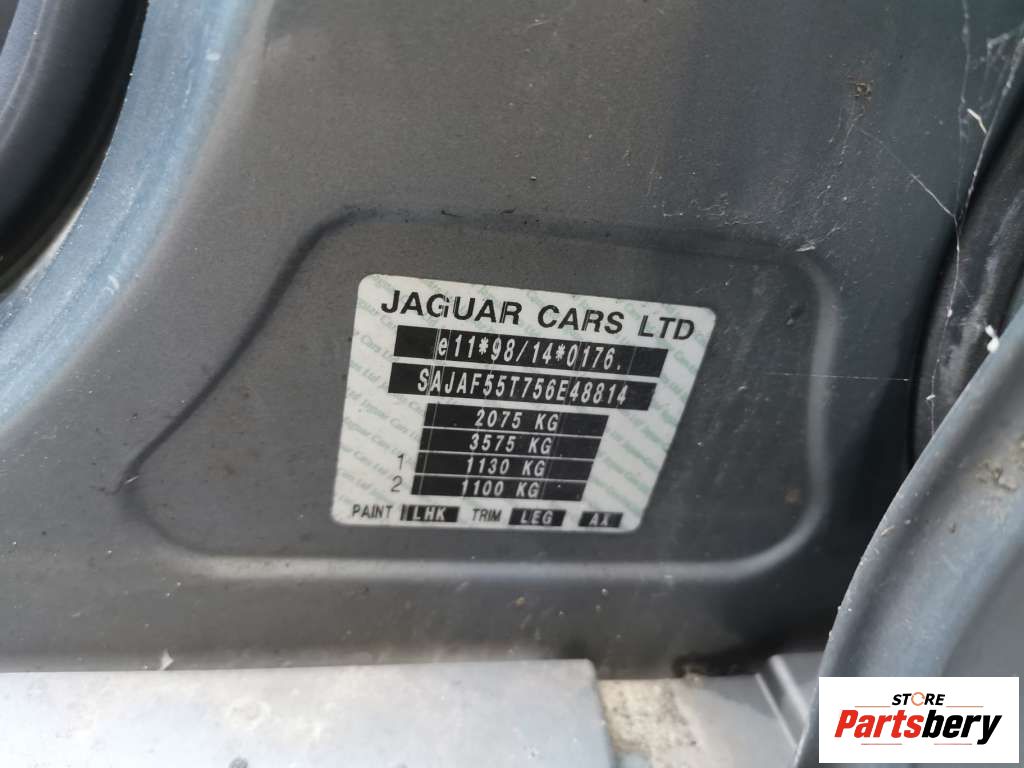 JAGUAR CARS LTD
e11*98/14*0176.
SAJAF55T756E48814
2075 KG
3575 KG
1 1130 KG
2 1100 KG
PAINT LHK TRIM LEG AX
STORE
Partsbery